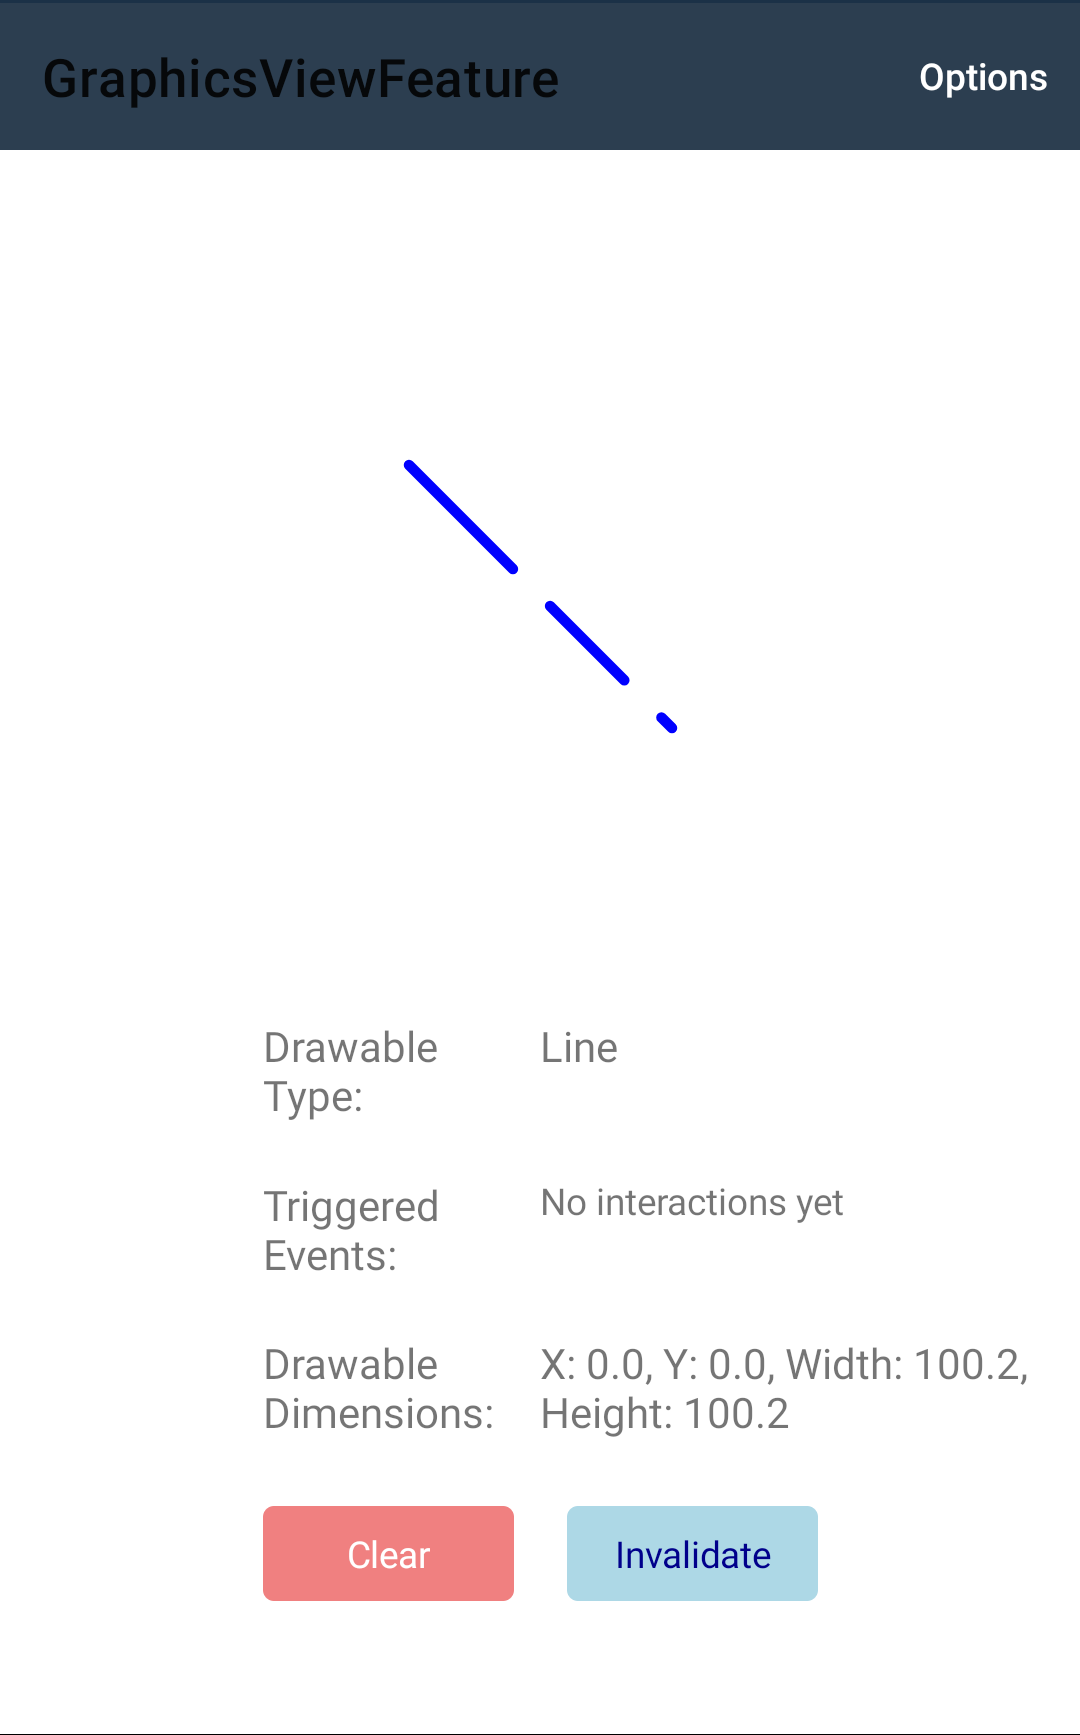 GraphicsViewFeature
Options
Drawable
Type:
Line
Triggered
Events:
No interactions yet
Drawable
Dimensions:
X: 0.0, Y: 0.0, Width: 100.2,
Height: 100.2
Clear
Invalidate